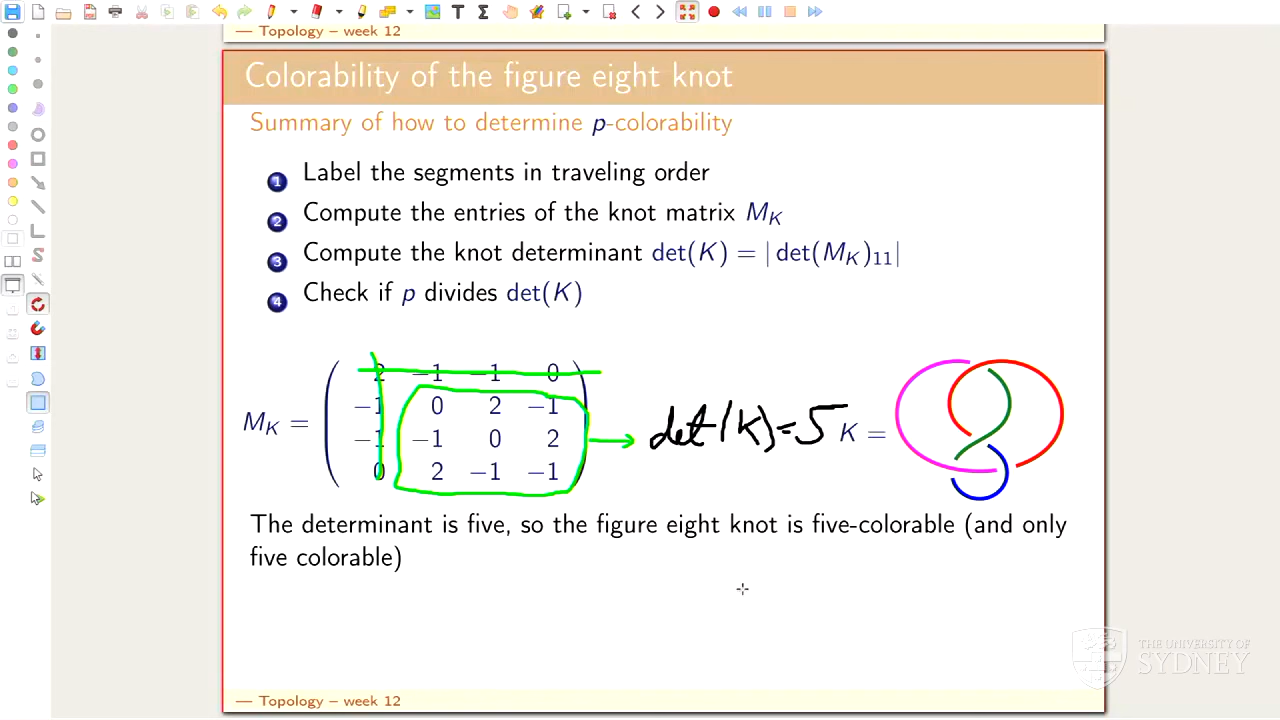 — Topology – week 12
Colorability of the figure eight knot
Summary of how to determine p-colorability
1 Label the segments in traveling order
2 Compute the entries of the knot matrix M_K
3 Compute the knot determinant det(K) = | det(M_K)₁₁|
4 Check if p divides det(K)
M_K =
2 −1 −1 0
−1 0 2 −1
−1 −1 0 2
0 2 −1 −1
det(K)=5
K =
The determinant is five, so the figure eight knot is five-colorable (and only
five colorable)
THE UNIVERSITY OF
SYDNEY
— Topology – week 12